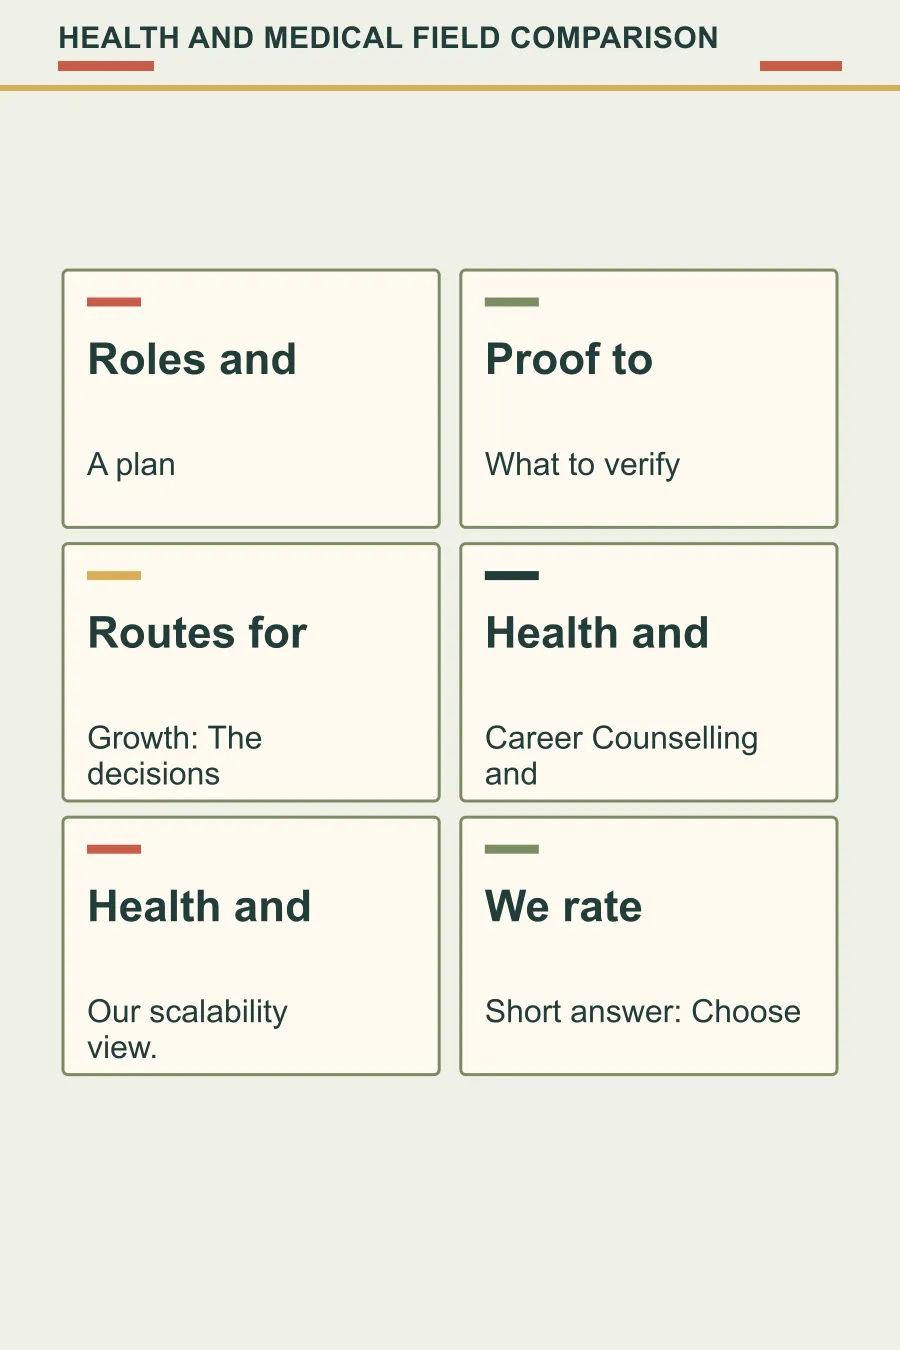 HEALTH AND MEDICAL FIELD COMPARISON
Roles and
A plan
Proof to
What to verify
Routes for
Growth: The
decisions
Health and
Career Counselling
and
Health and
Our scalability
view.
We rate
Short answer: Choose